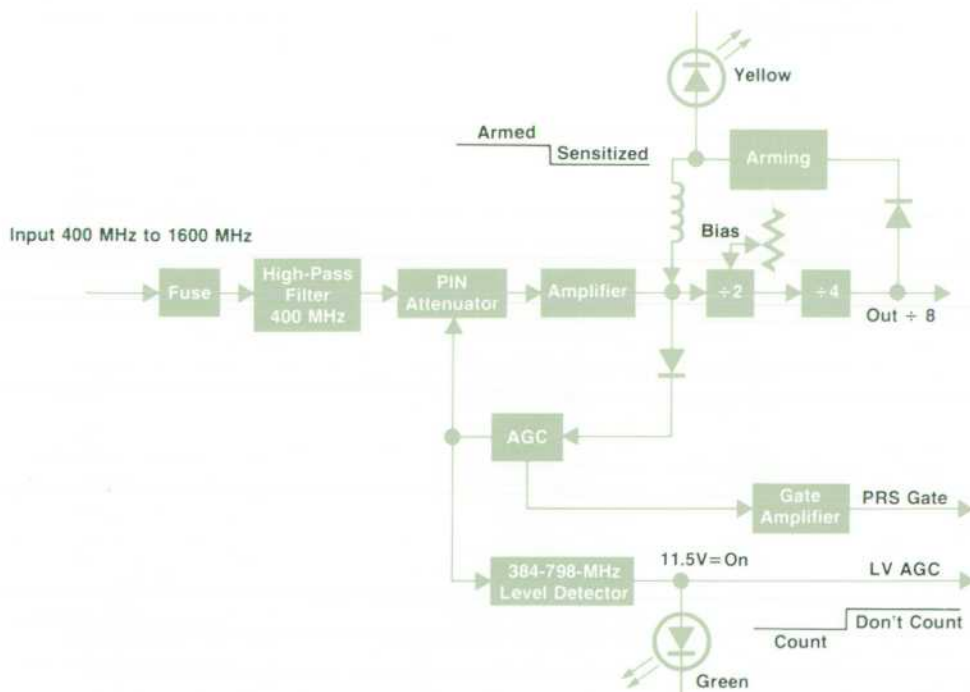 Yellow
Armed
Sensitized
Arming
Input 400 MHz to 1600 MHz
Bias
Fuse
High-Pass
Filter
400 MHz
PIN
Attenuator
Amplifier
÷2
÷4
Out ÷ 8
AGC
Gate
Amplifier
PRS Gate
384-798-MHz
Level Detector
11.5V=On
LV AGC
Count
Don't Count
Green